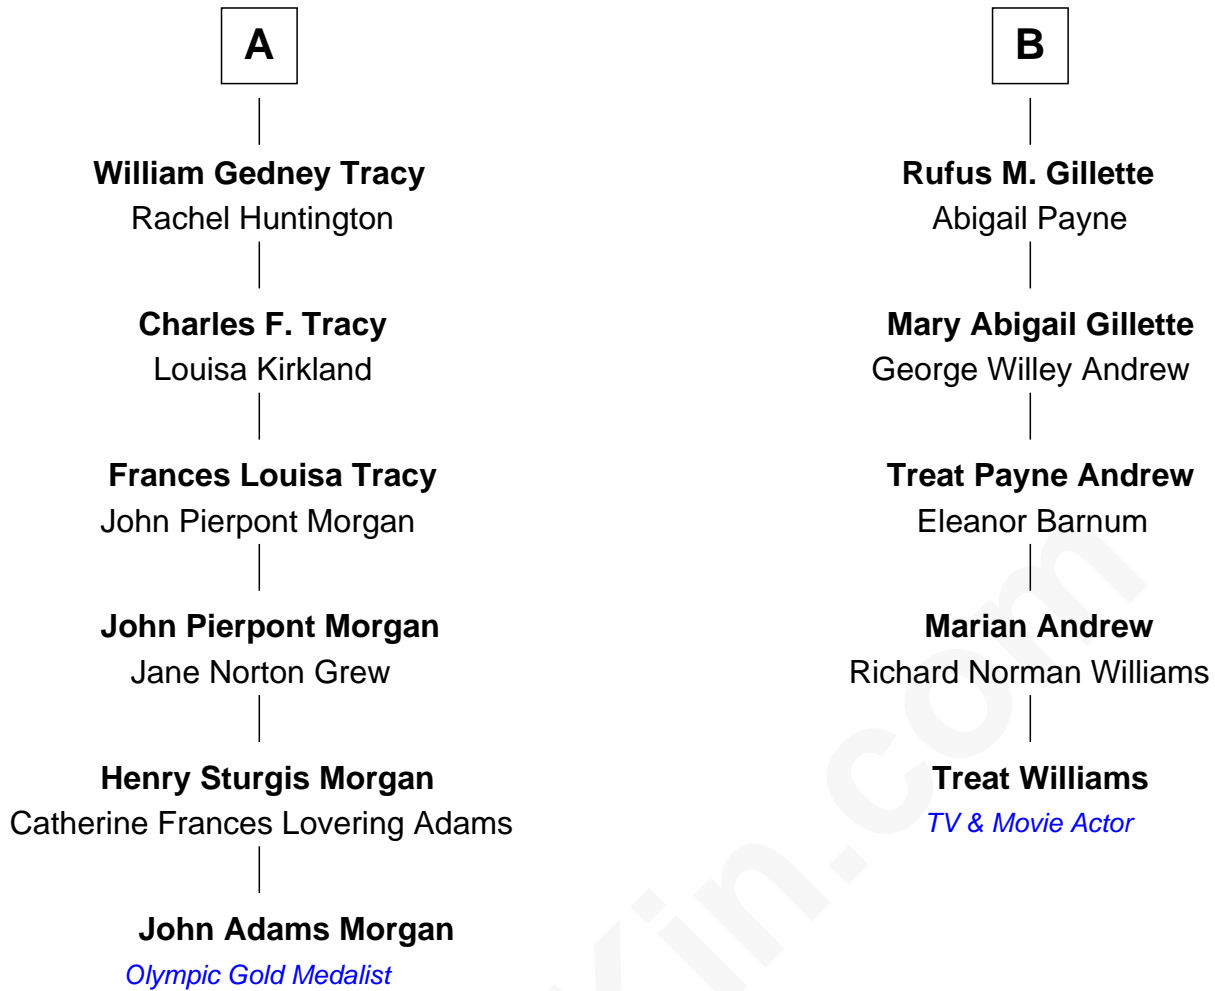 A
William Gedney Tracy
Rachel Huntington
Charles F. Tracy
Louisa Kirkland
Frances Louisa Tracy
John Pierpont Morgan
John Pierpont Morgan
Jane Norton Grew
Henry Sturgis Morgan
Catherine Frances Lovering Adams
John Adams Morgan
Olympic Gold Medalist
B
Rufus M. Gillette
Abigail Payne
Mary Abigail Gillette
George Willey Andrew
Treat Payne Andrew
Eleanor Barnum
Marian Andrew
Richard Norman Williams
Treat Williams
TV & Movie Actor
Kin.com